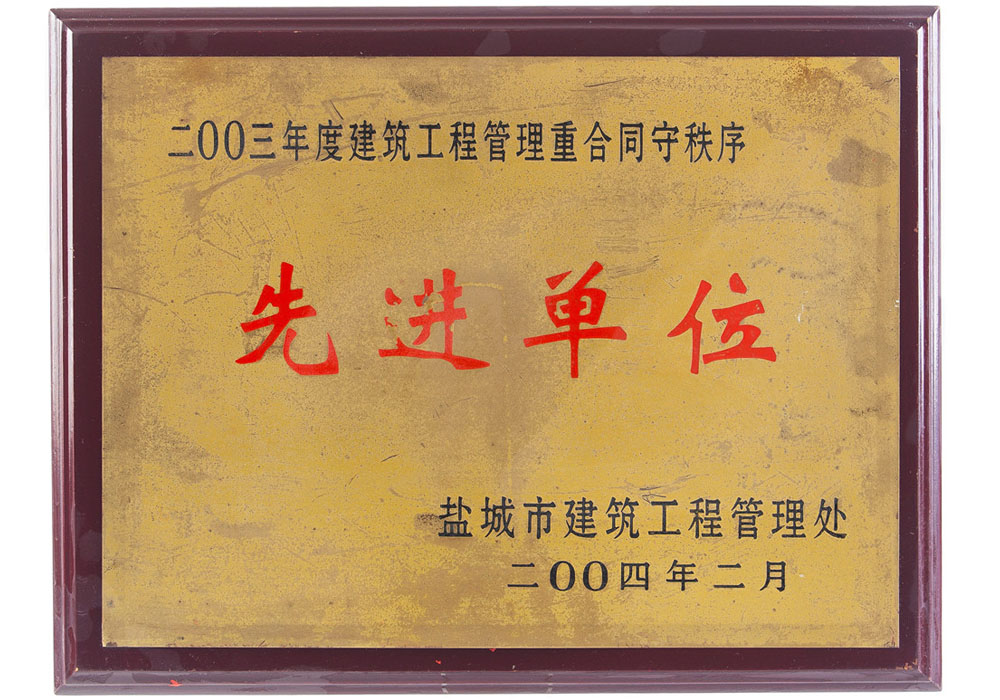 二OO三年度建筑工程管理重合同守秩序
先进单位
盐城市建筑工程管理处
二OO四年二月